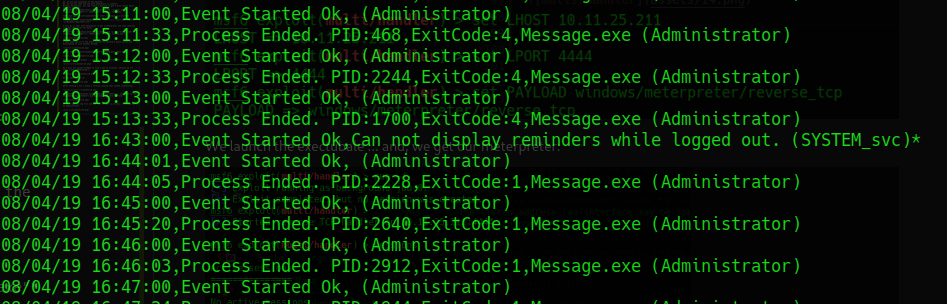 08/04/19 15:11:00,Event Started Ok, (Administrator)
08/04/19 15:11:33,Process Ended. PID:468,ExitCode:4,Message.exe (Administrator)
08/04/19 15:12:00,Event Started Ok, (Administrator)
08/04/19 15:12:33,Process Ended. PID:2244,ExitCode:4,Message.exe (Administrator)
08/04/19 15:13:00,Event Started Ok, (Administrator)
08/04/19 15:13:33,Process Ended. PID:1700,ExitCode:4,Message.exe (Administrator)
08/04/19 16:43:00,Event Started Ok,Can not display reminders while logged out. (SYSTEM_svc)*
08/04/19 16:44:01,Event Started Ok, (Administrator)
08/04/19 16:44:05,Process Ended. PID:2228,ExitCode:1,Message.exe (Administrator)
08/04/19 16:45:00,Event Started Ok, (Administrator)
08/04/19 16:45:20,Process Ended. PID:2640,ExitCode:1,Message.exe (Administrator)
08/04/19 16:46:00,Event Started Ok, (Administrator)
08/04/19 16:46:03,Process Ended. PID:2912,ExitCode:1,Message.exe (Administrator)
08/04/19 16:47:00,Event Started Ok, (Administrator)